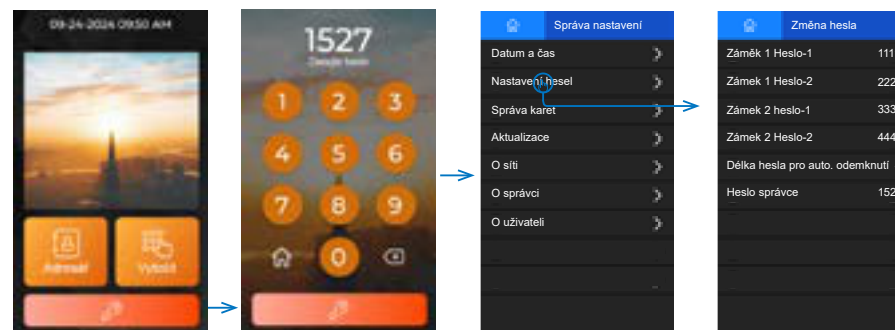 09-24-2024 09:50 AM
Adresář
Vytočit
1527
Zadejte heslo
1 2 3
4 5 6
7 8 9
0
Správa nastavení
Datum a čas
Nastavení hesel
Správa karet
Aktualizace
O síti
O správci
O uživateli
Změna hesla
Záměk 1 Heslo-1 111
Zámek 1 Heslo-2 222
Zámek 2 heslo-1 333
Zámek 2 Heslo-2 444
Délka hesla pro auto. odemknutí
Heslo správce 152